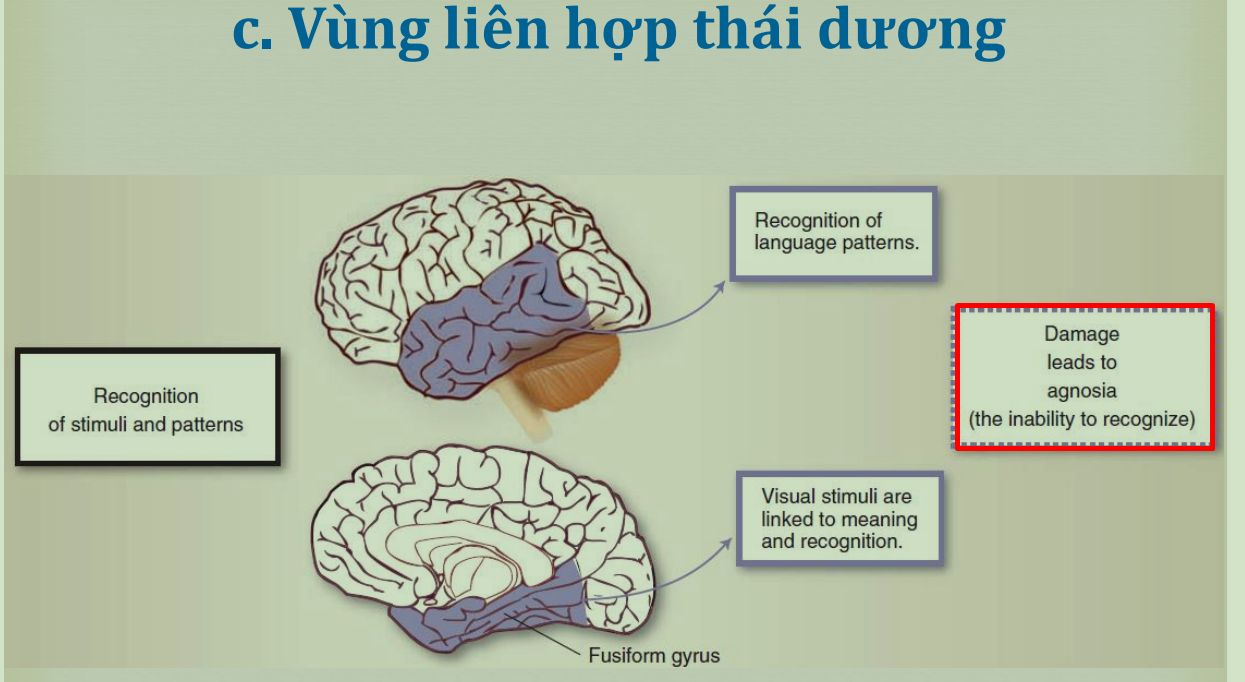 c. Vùng liên hợp thái dương
Recognition of
language patterns.
Damage
leads to
agnosia
(the inability to recognize)
Recognition
of stimuli and patterns
Visual stimuli are
linked to meaning
and recognition.
Fusiform gyrus